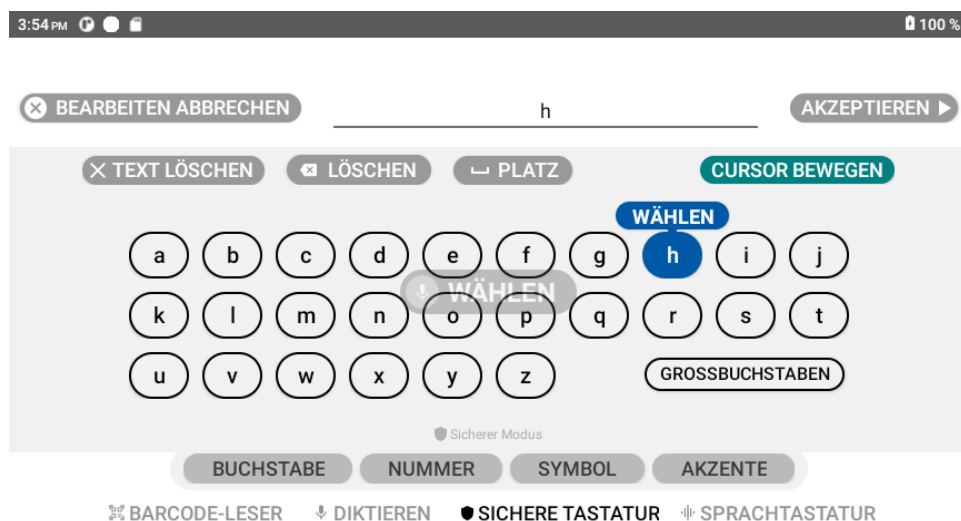 3:54 PM 100 %
BEARBEITEN ABBRECHEN h AKZEPTIEREN
TEXT LÖSCHEN LÖSCHEN PLATZ CURSOR BEWEGEN
WÄHLEN
a b c d e f g h i j
WÄHLEN
k l m n o p q r s t
u v w x y z GROSSBUCHSTABEN
Sicherer Modus
BUCHSTABE NUMMER SYMBOL AKZENTE
BARCODE-LESER DIKTIEREN SICHERE TASTATUR SPRACHTASTATUR